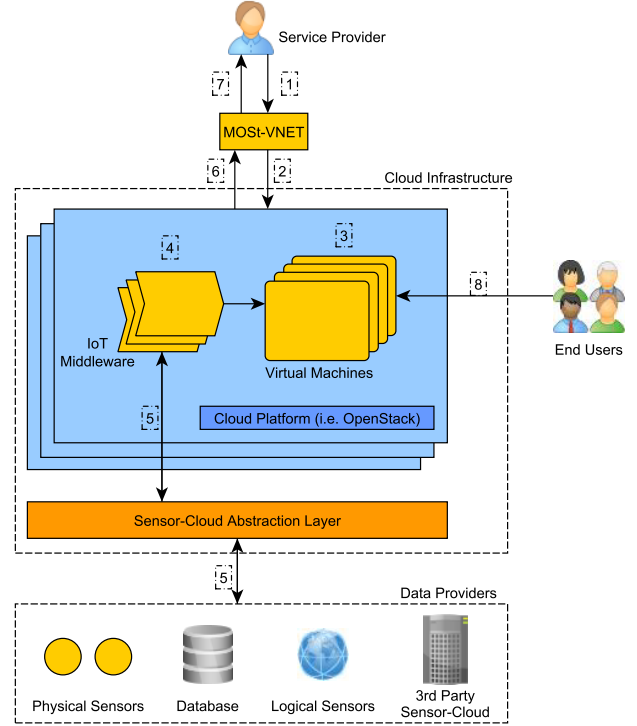 Service Provider
7
1
MOSt-VNET
6
2
Cloud Infrastructure
4
3
8
IoT
Middleware
Virtual Machines
End Users
5
Cloud Platform (i.e. OpenStack)
Sensor-Cloud Abstraction Layer
5
Data Providers
Physical Sensors
Database
Logical Sensors
3rd Party
Sensor-Cloud